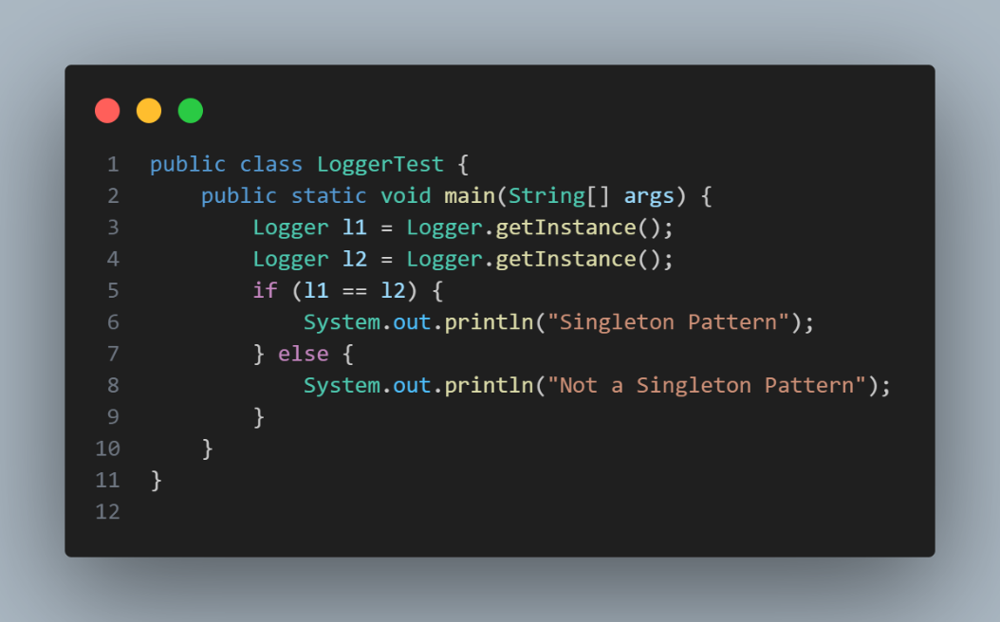 1 public class LoggerTest {
2 public static void main(String[] args) {
3 Logger l1 = Logger.getInstance();
4 Logger l2 = Logger.getInstance();
5 if (l1 == l2) {
6 System.out.println("Singleton Pattern");
7 } else {
8 System.out.println("Not a Singleton Pattern");
9 }
10 }
11 }
12